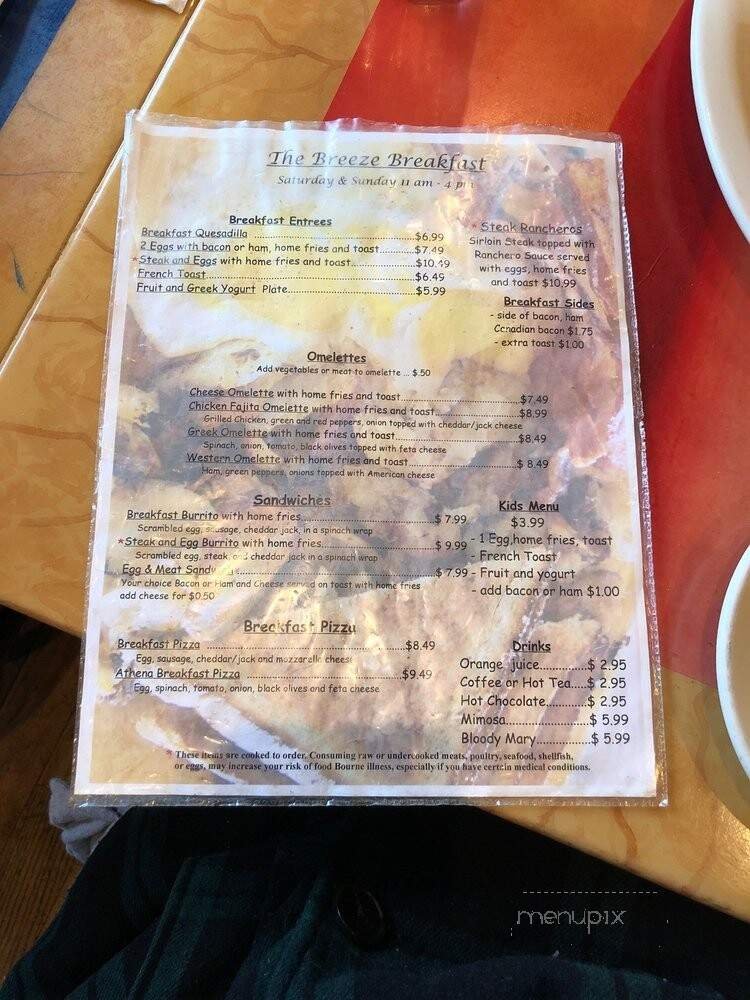 The Breeze Breakfast
Saturday & Sunday 11 am - 4 pm
Breakfast Entrees
Breakfast Quesadilla ..........................................$6.99
2 Eggs with bacon or ham, home fries and toast...........$7.49
*Steak and Eggs with home fries and toast...................$10.49
French Toast..........................................................$6.49
Fruit and Greek Yogurt Plate.......................................$5.99
* Steak Rancheros
Sirloin Steak topped with
Ranchero Sauce served
with eggs, home fries
and toast $10.99
Breakfast Sides
- side of bacon, ham
Canadian bacon $1.75
- extra toast $1.00
Omelettes
Add vegetables or meat to omelette ... $.50
Cheese Omelette with home fries and toast..............................$7.49
Chicken Fajita Omelette with home fries and toast.....................$8.99
Grilled Chicken, green and red peppers, onion topped with cheddar/jack cheese
Greek Omelette with home fries and toast...............................$8.49
Spinach, onion, tomato, black olives topped with feta cheese
Western Omelette with home fries and toast...........................$ 8.49
Ham, green peppers, onions topped with American cheese
Sandwiches
Breakfast Burrito with home fries..................................$ 7.99
Scrambled egg, sausage, cheddar jack, in a spinach wrap
*Steak and Egg Burrito with home fries............................$ 9.99
Scrambled egg, steak, and cheddar jack in a spinach wrap
Egg & Meat ..................................................$ 7.99
Your choice Bacon or Ham and Cheese served on toast with home fries
add cheese for $0.50
Kids Menu
$3.99
- 1 Egg,home fries, toast
- French Toast
- Fruit and yogurt
- add bacon or ham $1.00
Breakfast Pizza
Breakfast Pizza ..................................................$8.49
Egg, sausage, cheddar/jack and mozzarella cheese
Athena Breakfast Pizza ........................................$9.49
Egg, spinach, tomato, onion, black olives and feta cheese
Drinks
Orange juice............$ 2.95
Coffee or Hot Tea.....$ 2.95
Hot Chocolate...........$ 2.95
Mimosa.....................$ 5.99
Bloody Mary..............$ 5.99
* These items are cooked to order. Consuming raw or undercooked meats, poultry, seafood, shellfish,
or eggs, may increase your risk of food Bourne illness, especially if you have certain medical conditions.
menupix